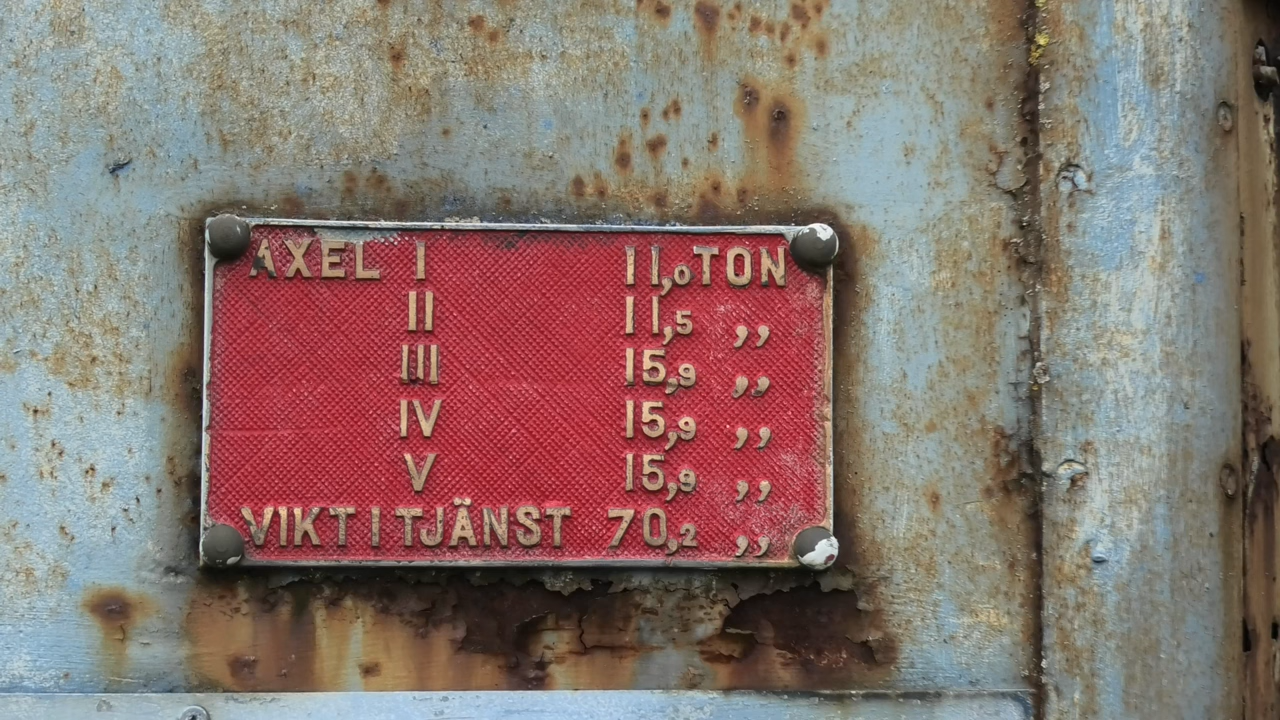 AXEL I 11,0 TON
II 11,5 ,,
III 15,9 ,,
IV 15,9 ,,
V 15,9 ,,
VIKT I TJÄNST 70,2 ,,